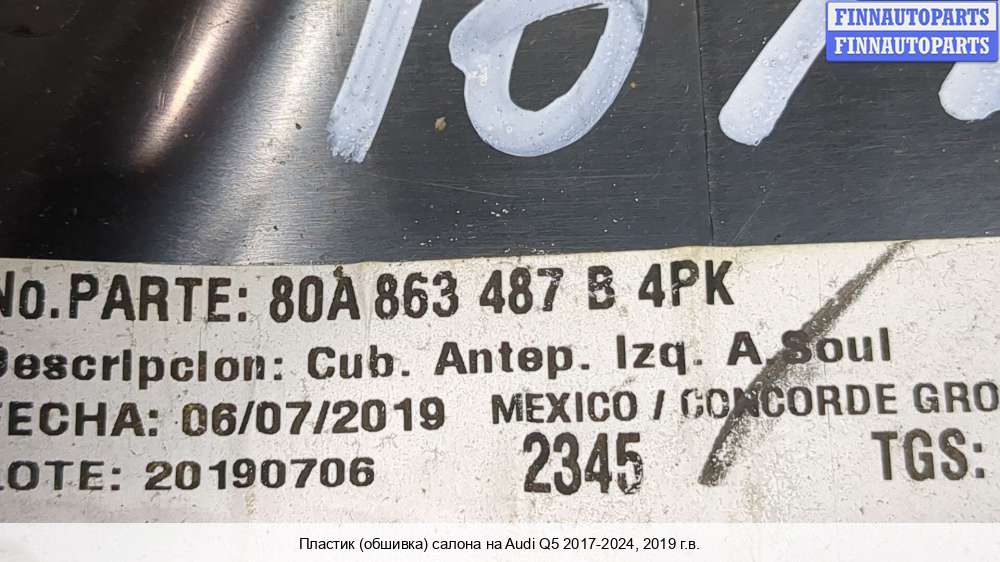 FINNAUTOPARTS
FINNAUTOPARTS
No. PARTE: 80A 863 487 B 4PK
Descripcion: Cub. Antep. Izq. A Soul
FECHA: 06/07/2019 MEXICO / CONCORDE GRO
LOTE: 20190706 2345 TGS:
Пластик (обшивка) салона на Audi Q5 2017-2024, 2019 г.в.